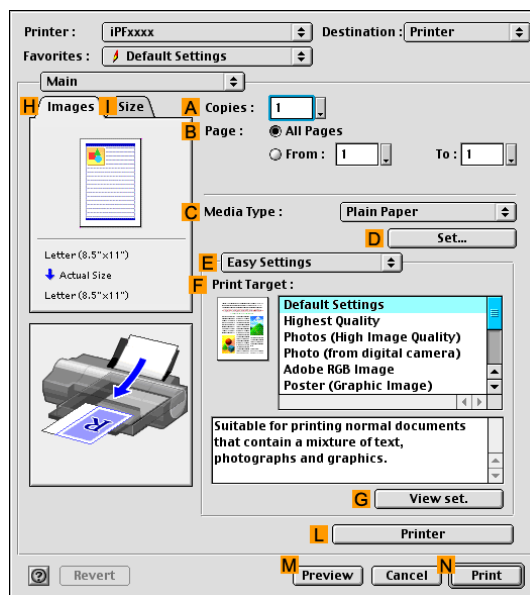 Printer : iPFxxxx Destination : Printer
Favorites : Default Settings
Main
H Images I Size
A Copies : 1
B Page : All Pages
From : 1 To : 1
C Media Type : Plain Paper
D Set...
Letter (8.5"x11")
Actual Size
Letter (8.5"x11")
E Easy Settings
F Print Target :
Default Settings
Highest Quality
Photos (High Image Quality)
Photo (from digital camera)
Adobe RGB Image
Poster (Graphic Image)
R
Suitable for printing normal documents
that contain a mixture of text,
photographs and graphics.
G View set.
L Printer
? Revert M Preview Cancel N Print